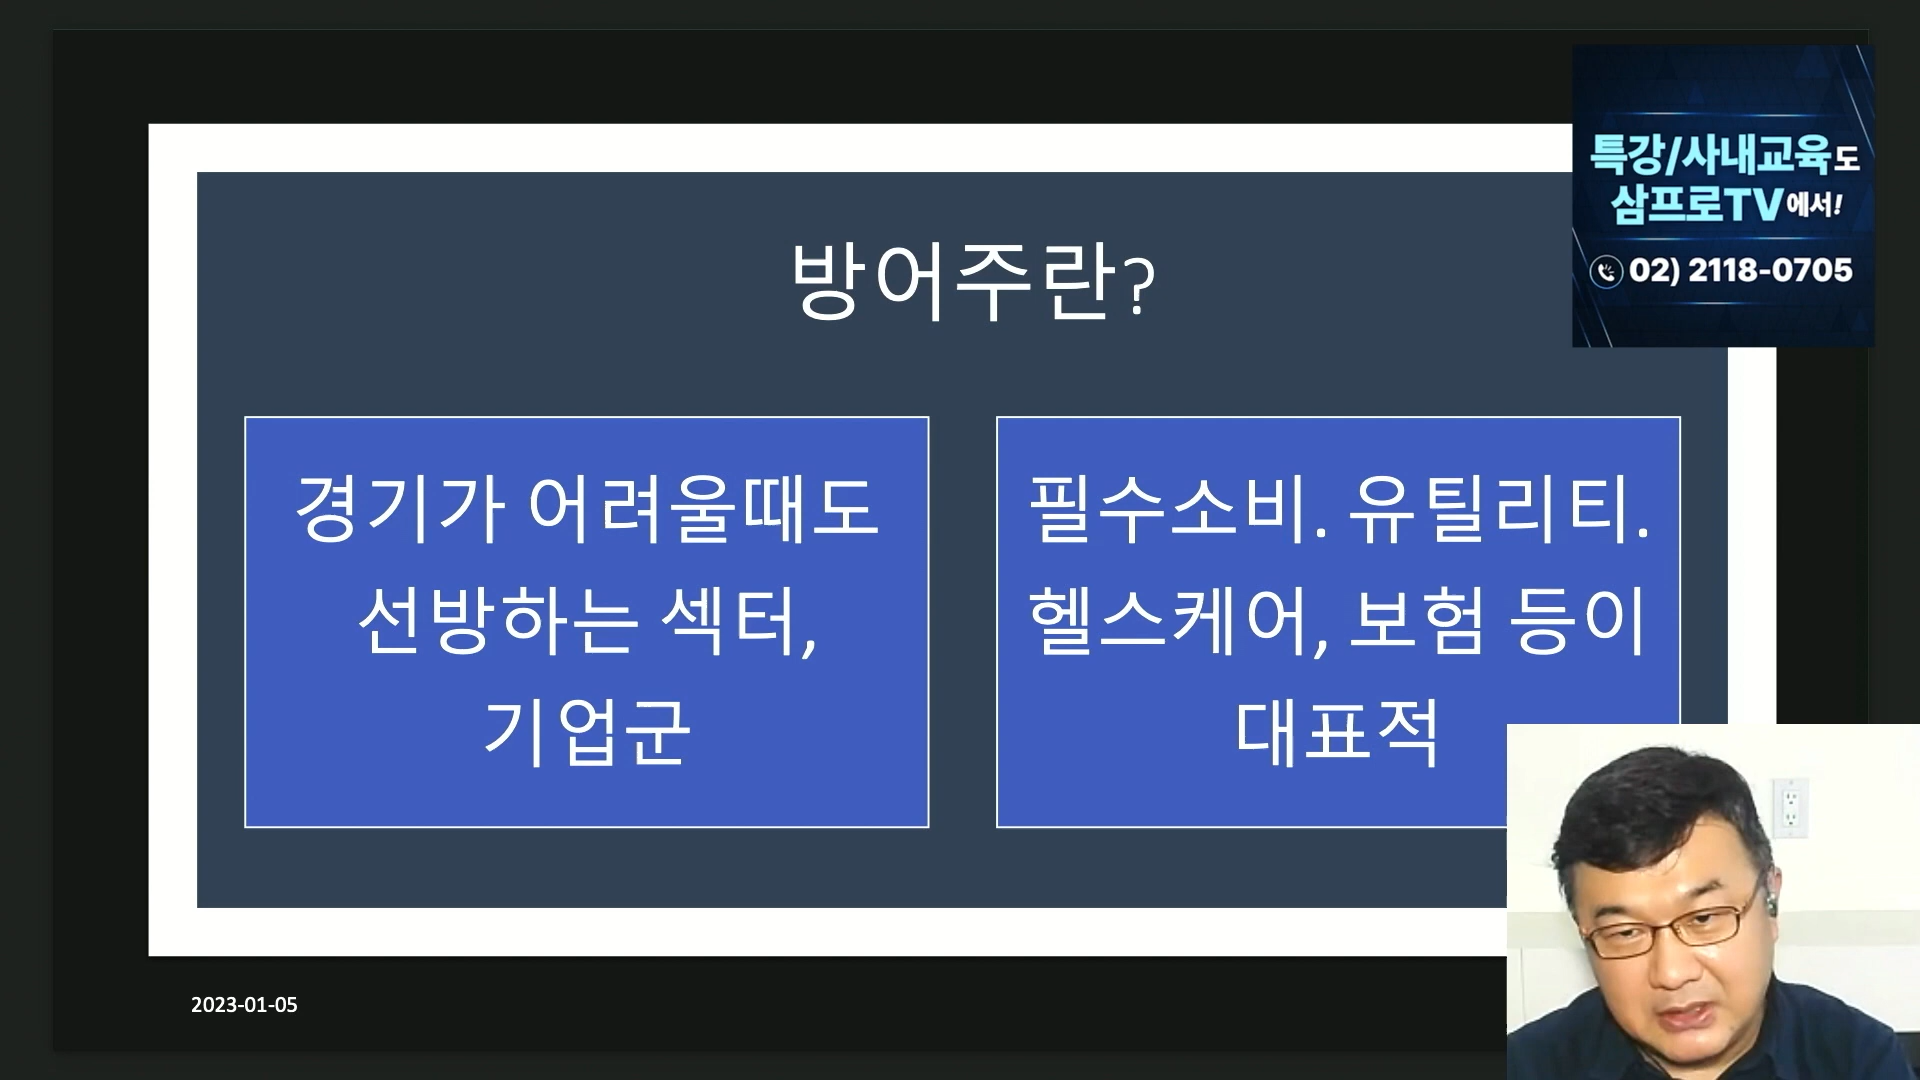 방어주란?
경기가 어려울때도
선방하는 섹터,
기업군
필수소비. 유틸리티.
헬스케어, 보험 등이
대표적
특강/사내교육도
삼프로TV에서!
02) 2118-0705
2023-01-05